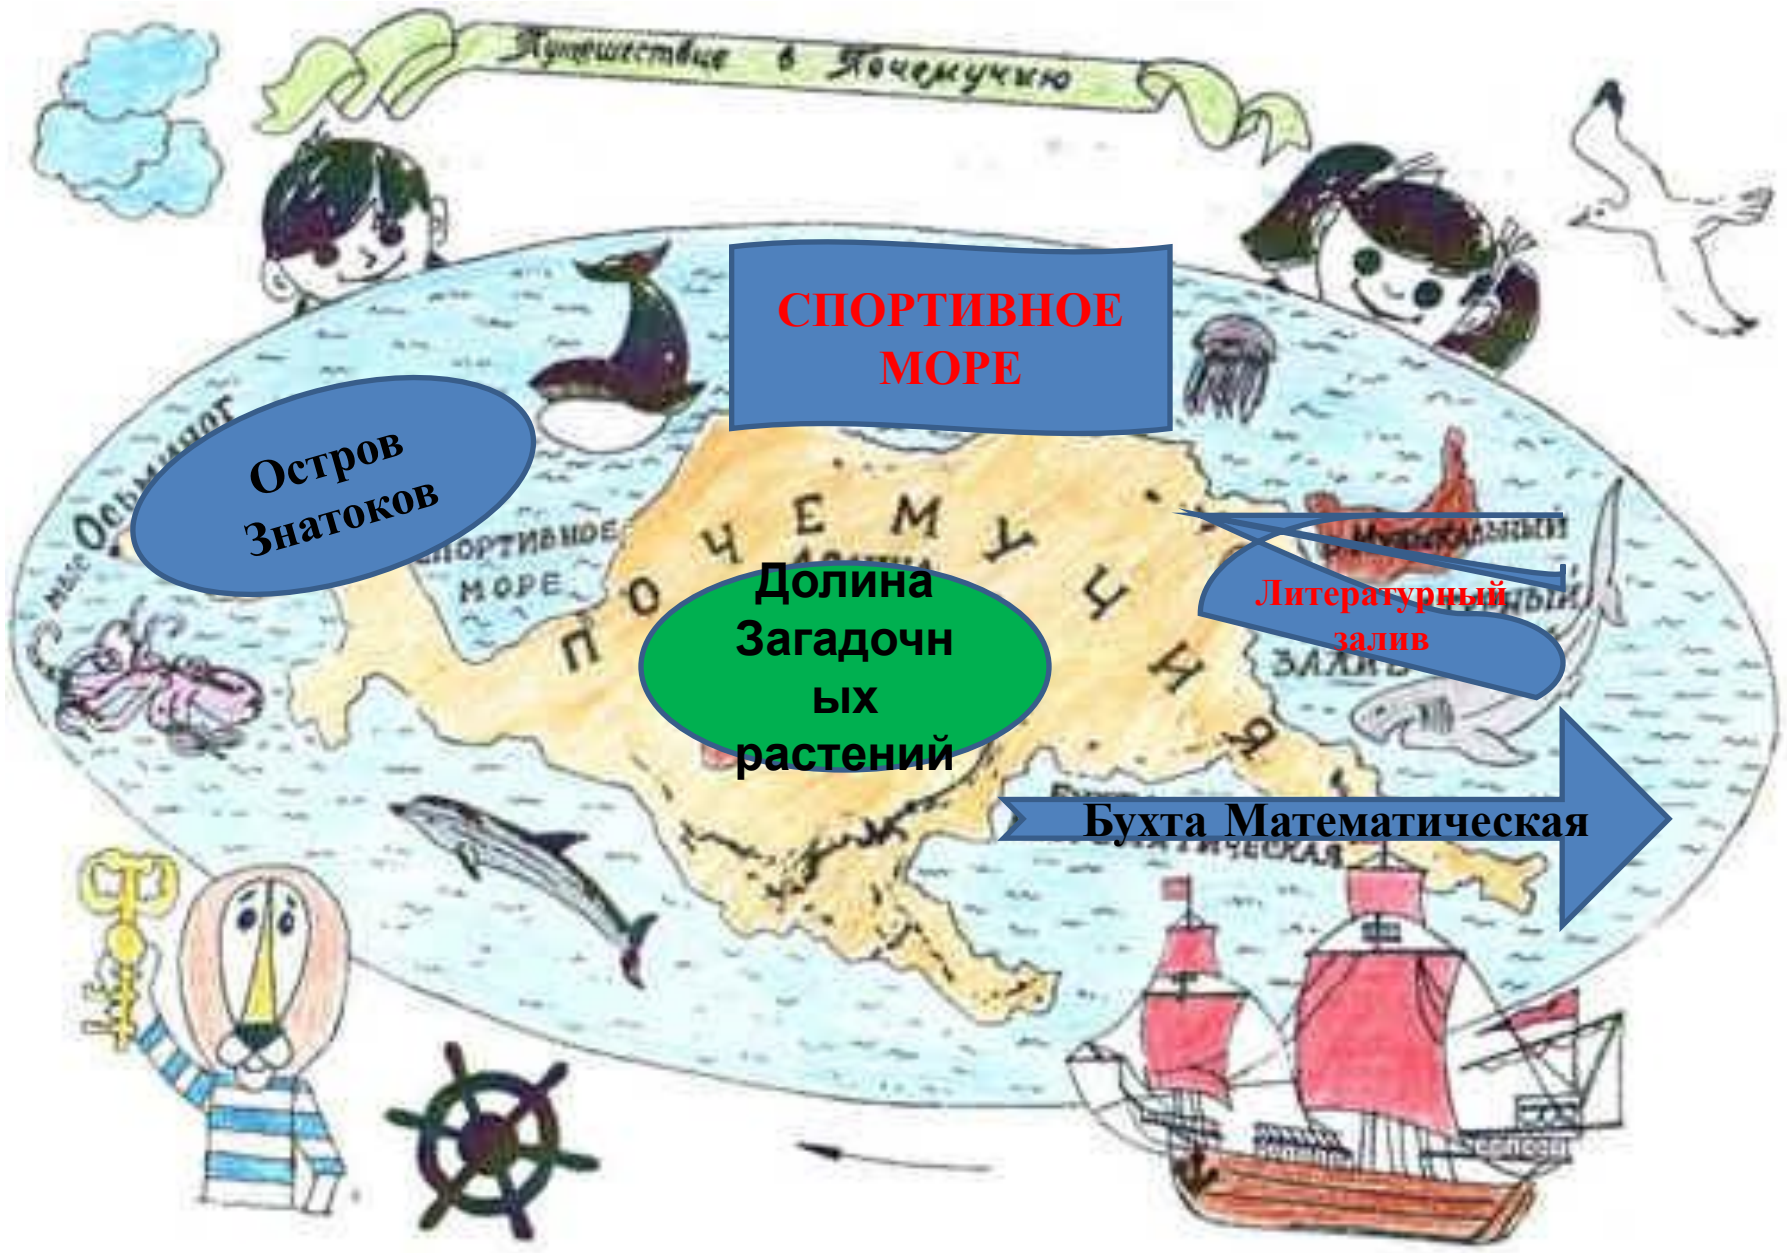 Путешествие в Почемучию
СПОРТИВНОЕ
МОРЕ
Остров
Знатоков
мыс Осьминог
СПОРТИВНОЕ
МОРЕ
ПОЧЕМУЧИЯ
Долина
Загадочн
ых
растений
МУЗЫКАЛЬНЫЙ
Литературный
залив
ЗАЛИВ
Бухта Математическая